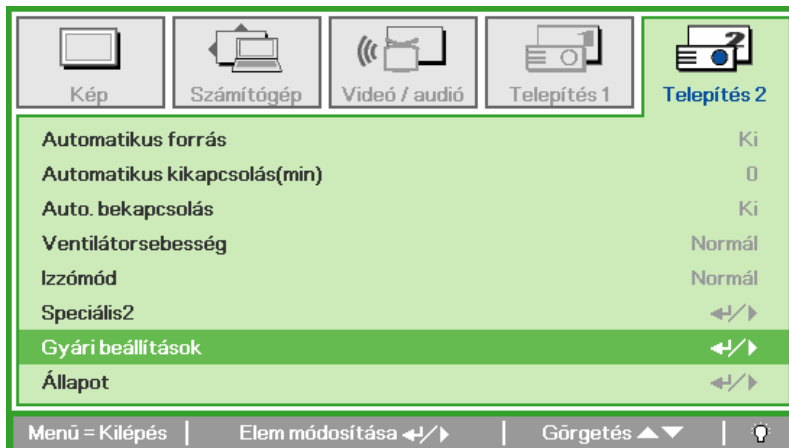 Kép Számítógép Videó / audió Telepítés 1 Telepítés 2
Automatikus forrás Ki
Automatikus kikapcsolás(min) 0
Auto. bekapcsolás Ki
Ventilátorsebesség Normál
Izzómód Normál
Speciális2
Gyári beállítások
Állapot
Menü = Kilépés Elem módosítása Görgetés